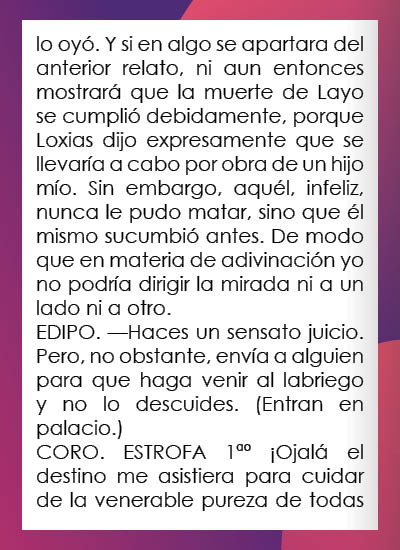 lo oyó. Y si en algo se apartara del
anterior relato, ni aun entonces
mostrará que la muerte de Layo
se cumplió debidamente, porque
Loxias dijo expresamente que se
llevaría a cabo por obra de un hijo
mío. Sin embargo, aquél, infeliz,
nunca le pudo matar, sino que él
mismo sucumbió antes. De modo
que en materia de adivinación yo
no podría dirigir la mirada ni a un
lado ni a otro.
EDIPO. —Haces un sensato juicio.
Pero, no obstante, envía a alguien
para que haga venir al labriego
y no lo descuides. (Entran en
palacio.)
CORO. ESTROFA 1ªº ¡Ojalá el
destino me asistiera para cuidar
de la venerable pureza de todas